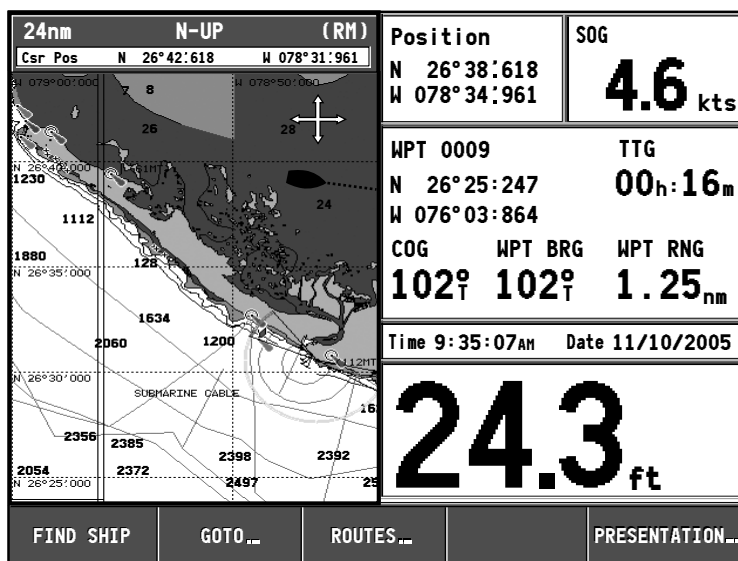 24nm N-UP (RM)
Csr Pos N 26°42.618 W 078°31.961
W 079°00.000 W 078°50.000
7 8
26 28
N 26°40.000
61MT
1230
24
1112
1880
128
N 26°35.000
1634
2060 1200
112MT
N 26°30.000
SUBMARINE CABLE
16
2356 2385
2398 2392
2054 2372
2497 25
N 26°25.000
Position
N 26°38.618
W 078°34.961
SOG
4.6 kts
WPT 0009 TTG
N 26°25:247 00h:16m
W 076°03:864
COG WPT BRG WPT RNG
102°T 102°T 1.25nm
Time 9:35:07AM Date 11/10/2005
24.3 ft
FIND SHIP GOTO... ROUTES... PRESENTATION...